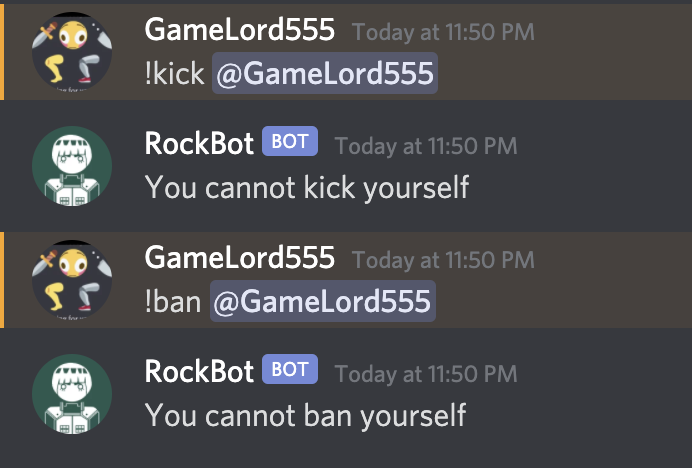 GameLord555 Today at 11:50 PM
!kick @GameLord555
RockBot BOT Today at 11:50 PM
You cannot kick yourself
GameLord555 Today at 11:50 PM
!ban @GameLord555
RockBot BOT Today at 11:50 PM
You cannot ban yourself